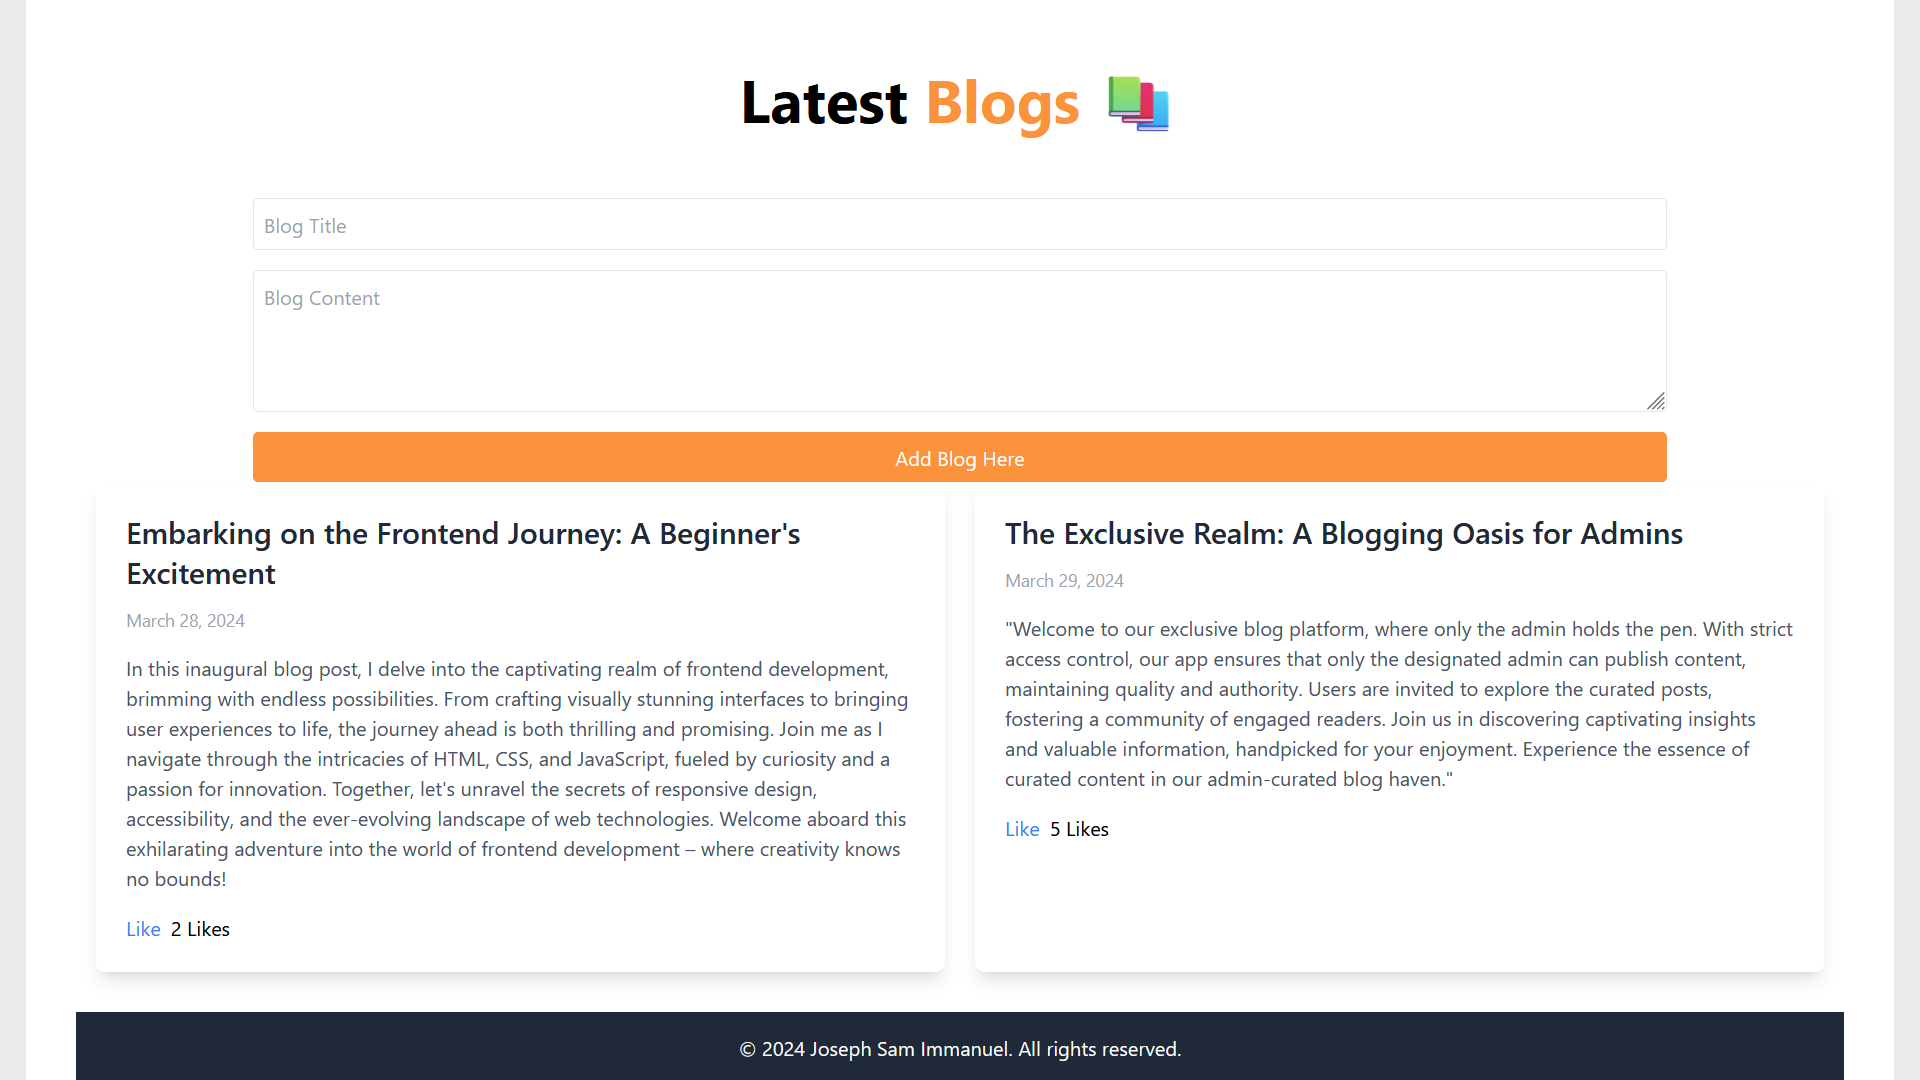 Latest Blogs 📚
Blog Title
Blog Content
Add Blog Here
Embarking on the Frontend Journey: A Beginner's
Excitement
March 28, 2024
In this inaugural blog post, I delve into the captivating realm of frontend development,
brimming with endless possibilities. From crafting visually stunning interfaces to bringing
user experiences to life, the journey ahead is both thrilling and promising. Join me as I
navigate through the intricacies of HTML, CSS, and JavaScript, fueled by curiosity and a
passion for innovation. Together, let's unravel the secrets of responsive design,
accessibility, and the ever-evolving landscape of web technologies. Welcome aboard this
exhilarating adventure into the world of frontend development – where creativity knows
no bounds!
Like 2 Likes
The Exclusive Realm: A Blogging Oasis for Admins
March 29, 2024
"Welcome to our exclusive blog platform, where only the admin holds the pen. With strict
access control, our app ensures that only the designated admin can publish content,
maintaining quality and authority. Users are invited to explore the curated posts,
fostering a community of engaged readers. Join us in discovering captivating insights
and valuable information, handpicked for your enjoyment. Experience the essence of
curated content in our admin-curated blog haven."
Like 5 Likes
© 2024 Joseph Sam Immanuel. All rights reserved.